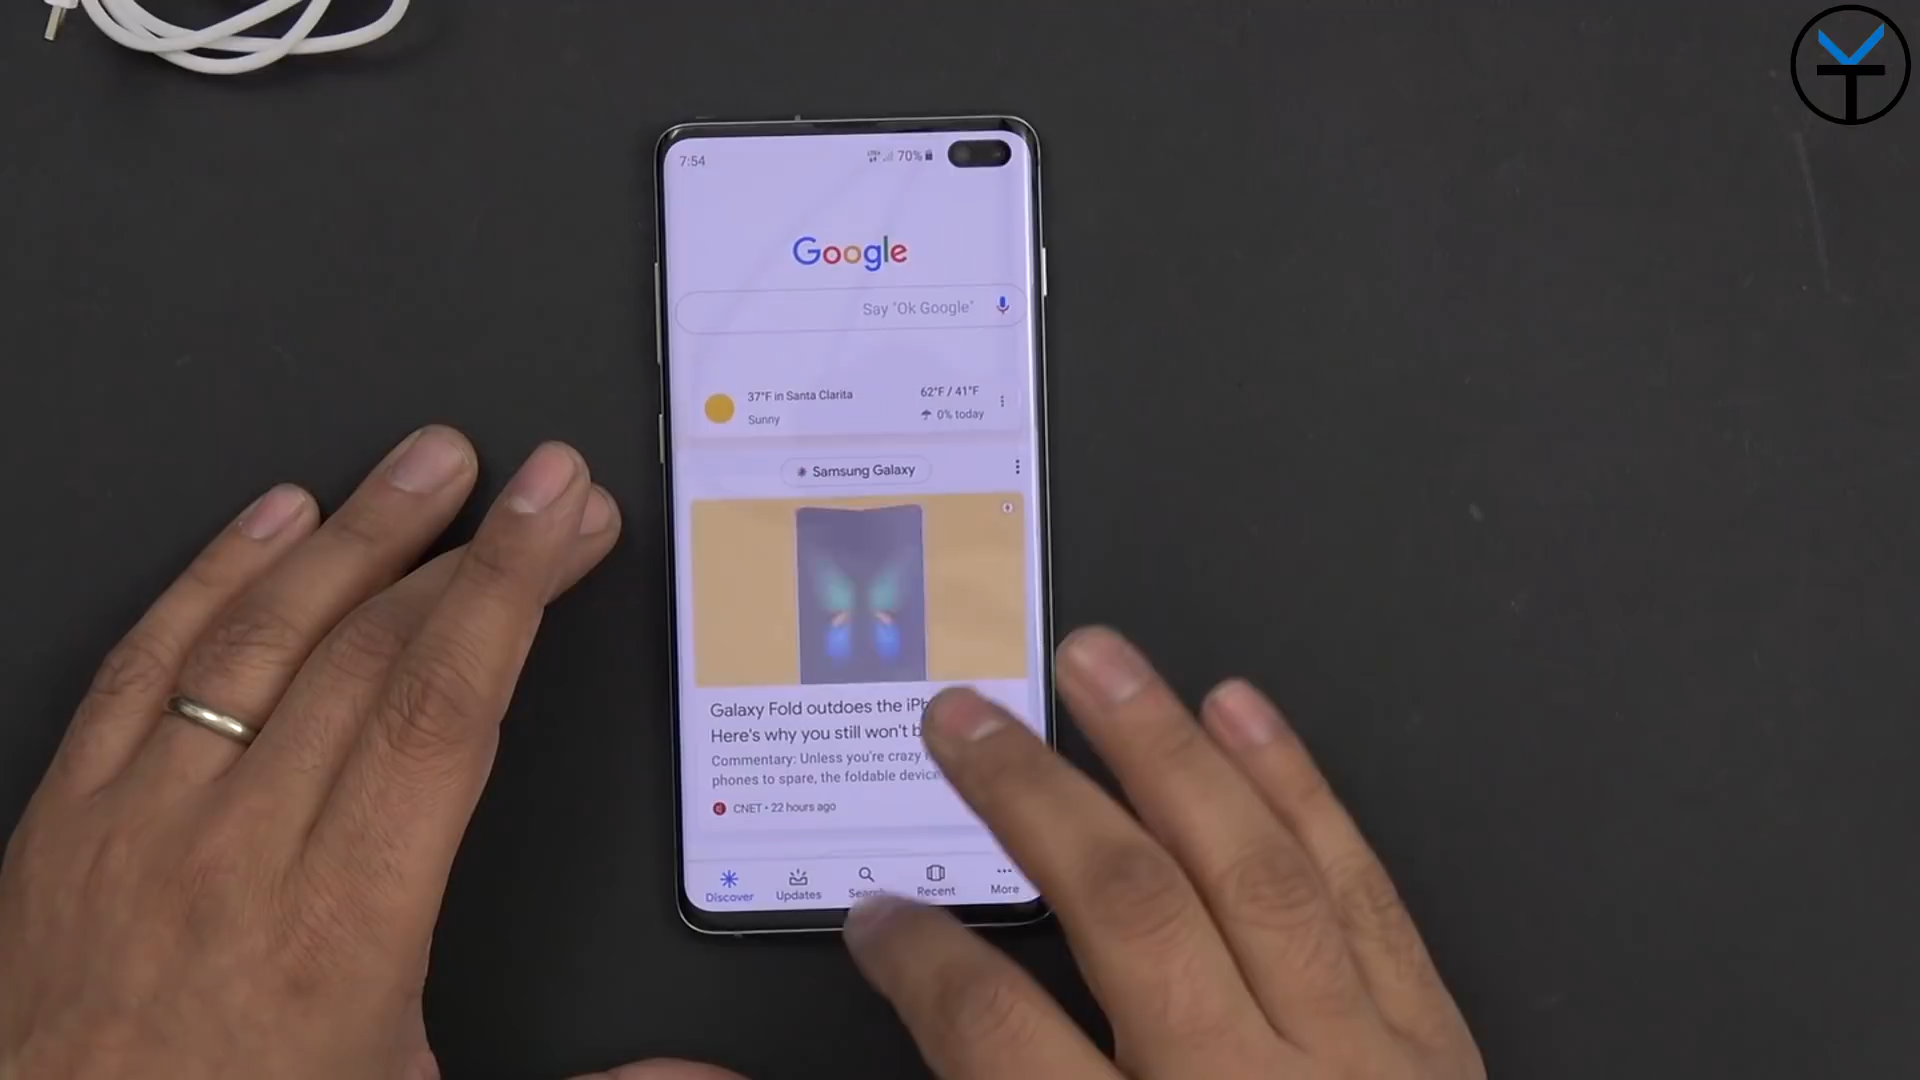 7:54
70%
Google
Say "Ok Google"
37°F in Santa Clarita
62°F / 41°F
Sunny
0% today
Samsung Galaxy
Galaxy Fold outdoes the
Here's why you still won't
Commentary: Unless you're crazy
phones to spare, the foldable
CNET • 22 hours ago
Discover
Updates
Search
Recent
More